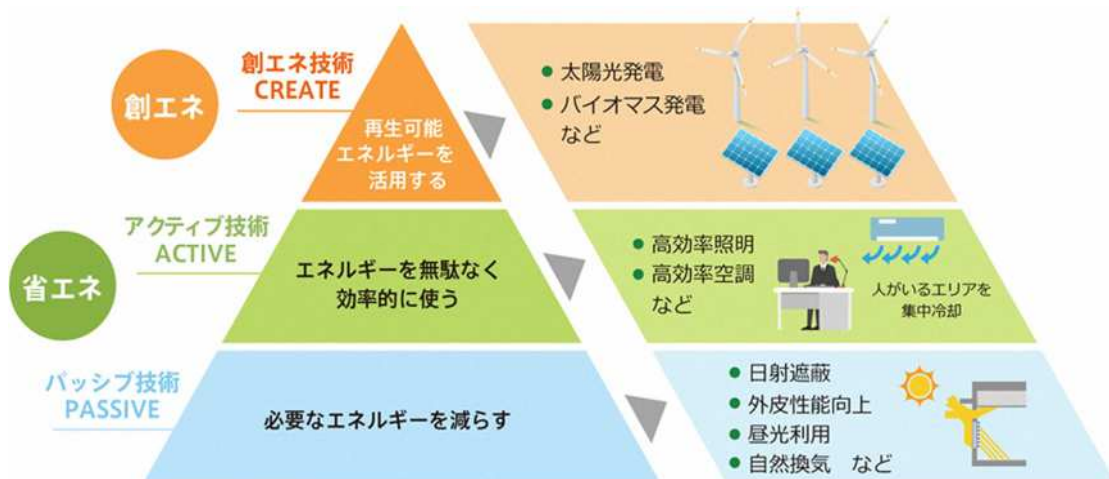 創エネ
創エネ技術
CREATE
再生可能
エネルギーを
活用する
● 太陽光発電
● バイオマス発電
など
省エネ
アクティブ技術
ACTIVE
エネルギーを無駄なく
効率的に使う
● 高効率照明
● 高効率空調
など
人がいるエリアを
集中冷却
パッシブ技術
PASSIVE
必要なエネルギーを減らす
● 日射遮蔽
● 外皮性能向上
● 昼光利用
● 自然換気 など